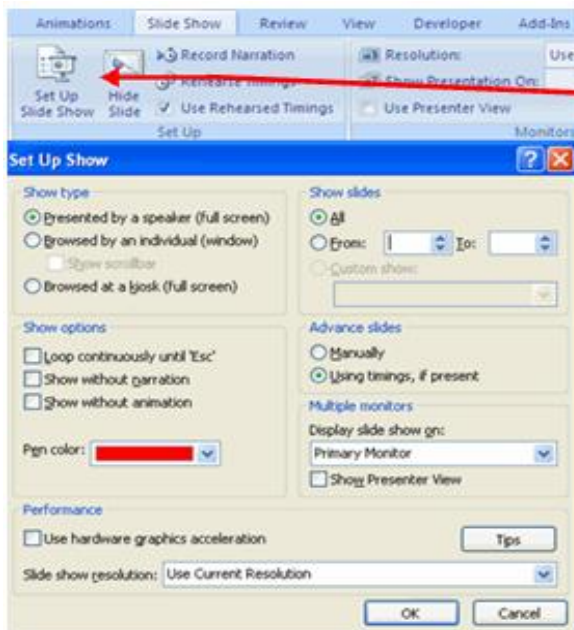 Animations Slide Show Review View Developer Add-Ins
Record Narration Resolution: Use
Rehearse Timings Show Presentation On:
Set Up Slide Show Hide Slide Use Rehearsed Timings Use Presenter View
Set Up Monitors
Set Up Show
Show type Show slides
Presented by a speaker (full screen) All
Browsed by an individual (window) From: To:
Show scrollbar Custom show:
Browsed at a kiosk (full screen)
Show options Advance slides
Loop continuously until 'Esc' Manually
Show without narration Using timings, if present
Show without animation Multiple monitors
Display slide show on:
Pen color: Primary Monitor
Show Presenter View
Performance
Use hardware graphics acceleration Tips
Slide show resolution: Use Current Resolution
OK Cancel